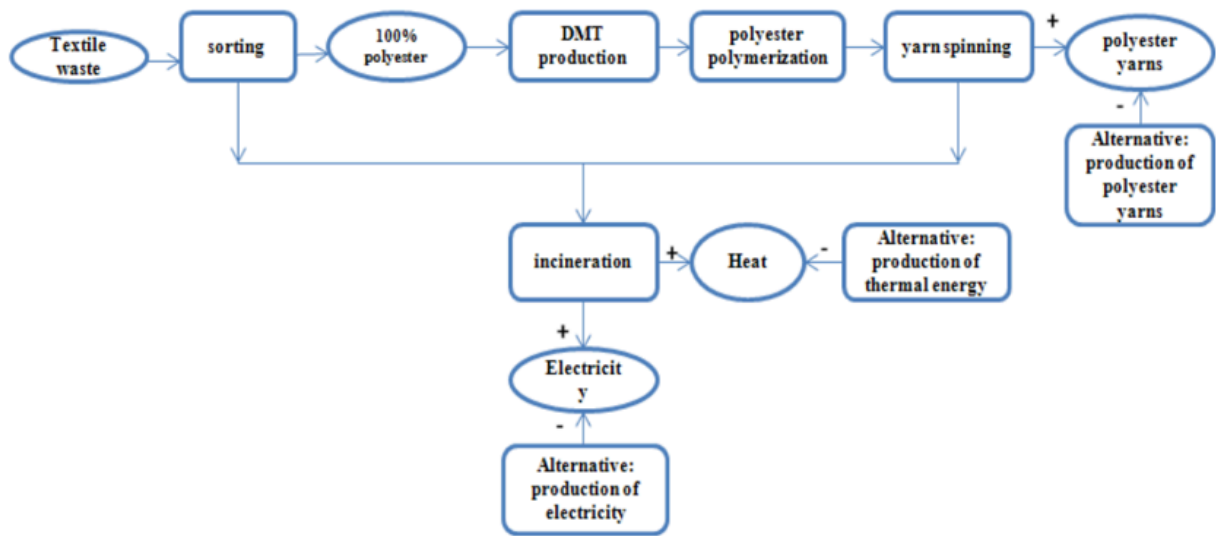 Textile
waste
sorting
100%
polyester
DMT
production
polyester
polymerization
yarn spinning
+
polyester
yarns
-
Alternative:
production of
polyester
yarns
incineration
+
Heat
-
Alternative:
production of
thermal energy
+
Electricit
y
-
Alternative:
production of
electricity